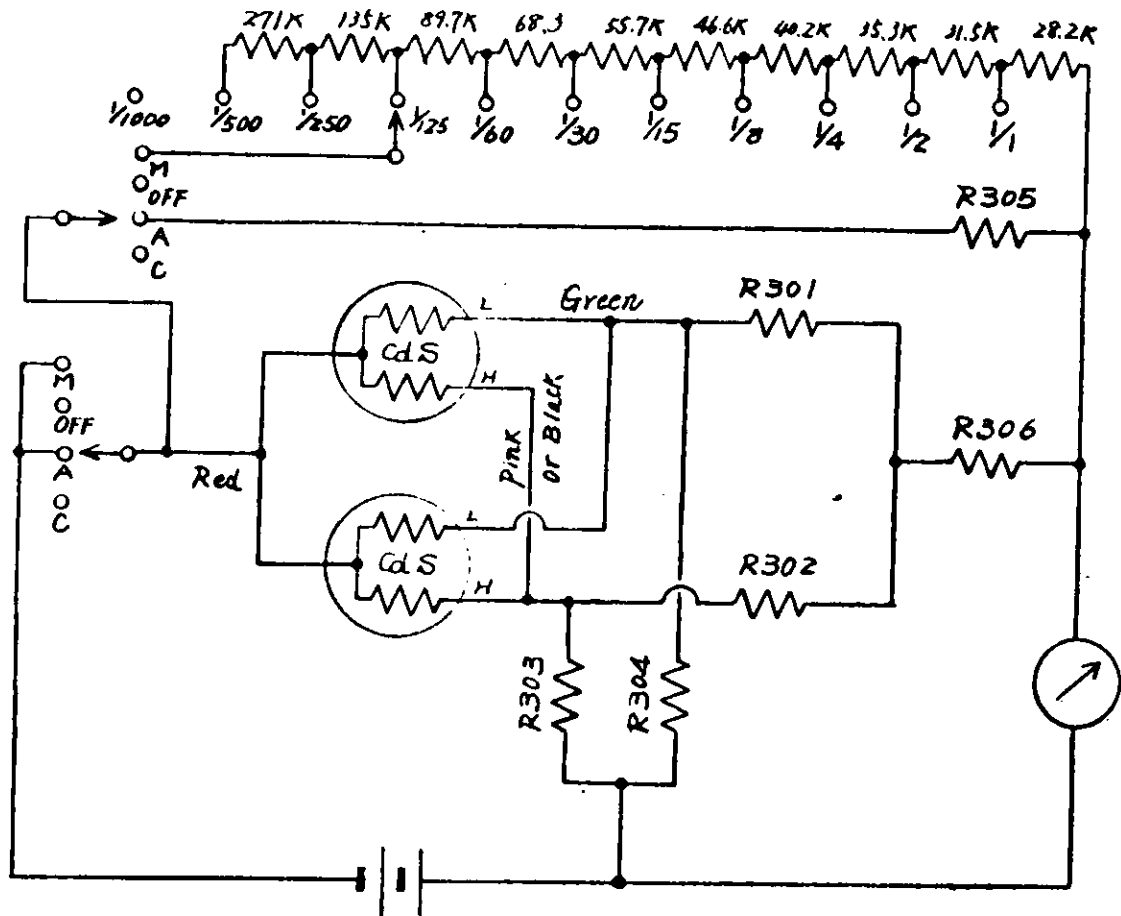 271K 135K 89.7K 68.3 55.7K 46.6K 40.2K 35.3K 31.5K 28.2K
1/1000 1/500 1/250 1/125 1/60 1/30 1/15 1/8 1/4 1/2 1/1
M
OFF
A
C
R305
L
Green
R301
CdS
H
M
OFF
A
C
Red
Pink
or Black
R306
L
CdS
H
R302
R303
R304